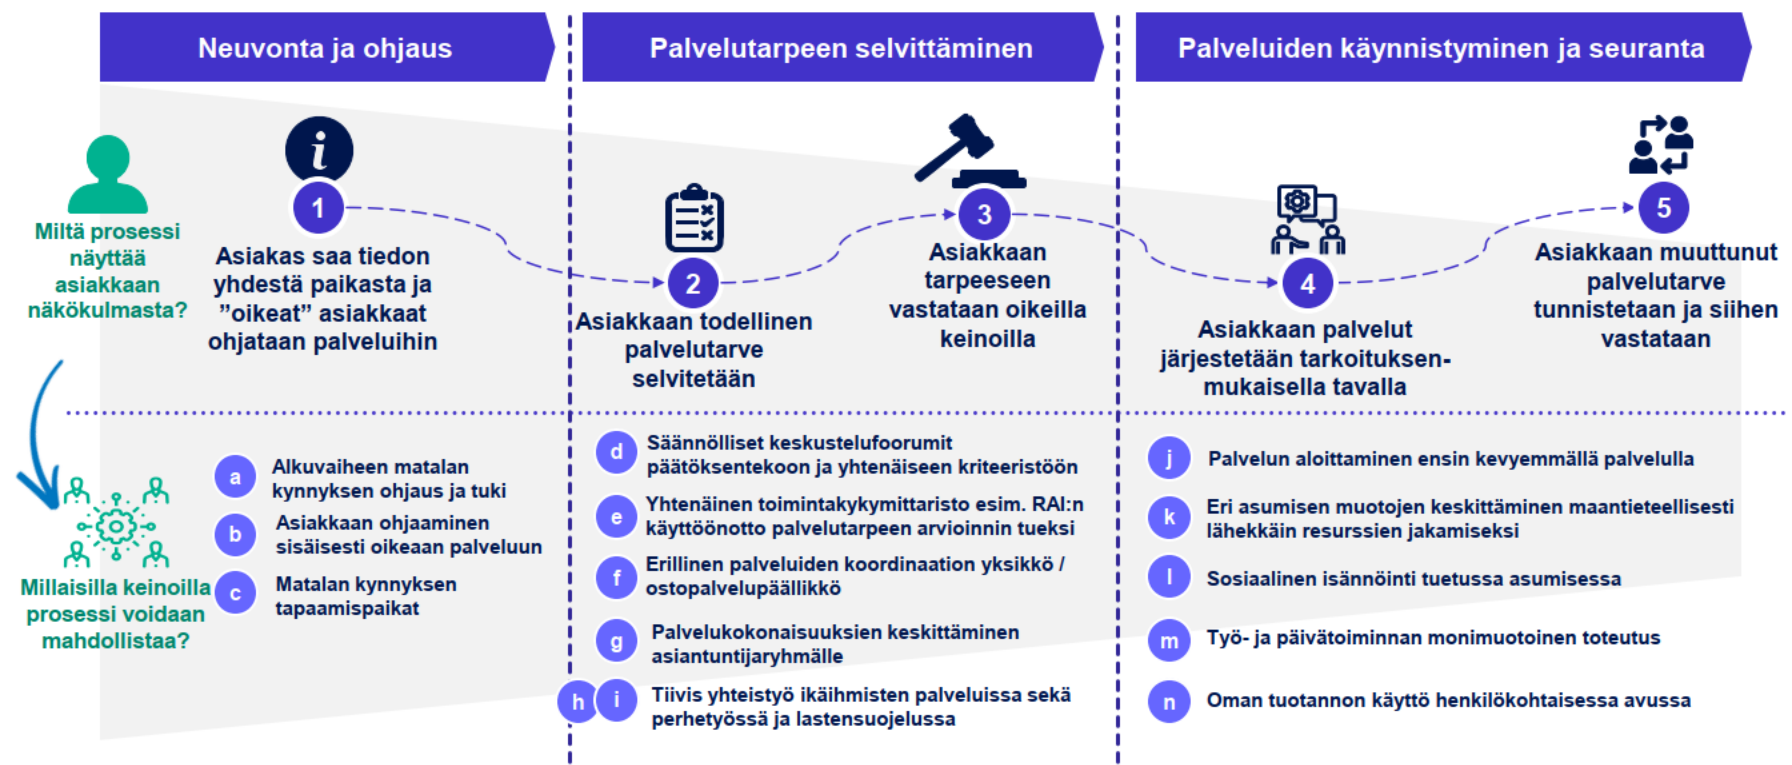 Neuvonta ja ohjaus
Palvelutarpeen selvittäminen
Palveluiden käynnistyminen ja seuranta
Miltä prosessi
näyttää
asiakkaan
näkökulmasta?
i
1
Asiakas saa tiedon
yhdestä paikasta ja
”oikeat” asiakkaat
ohjataan palveluihin
2
Asiakkaan todellinen
palvelutarve
selvitetään
3
Asiakkaan
tarpeeseen
vastataan oikeilla
keinoilla
4
Asiakkaan palvelut
järjestetään tarkoituksen-
mukaisella tavalla
5
Asiakkaan muuttunut
palvelutarve
tunnistetaan ja siihen
vastataan
Millaisilla keinoilla
prosessi voidaan
mahdollistaa?
a
Alkuvaiheen matalan
kynnyksen ohjaus ja tuki
b
Asiakkaan ohjaaminen
sisäisesti oikeaan palveluun
c
Matalan kynnyksen
tapaamispaikat
d
Säännölliset keskustelufoorumit
päätöksentekoon ja yhtenäiseen kriteeristöön
e
Yhtenäinen toimintakykymittaristo esim. RAI:n
käyttöönotto palvelutarpeen arvioinnin tueksi
f
Erillinen palveluiden koordinaation yksikkö /
ostopalvelupäällikkö
g
Palvelukokonaisuuksien keskittäminen
asiantuntijaryhmälle
h i
Tiivis yhteistyö ikäihmisten palveluissa sekä
perhetyössä ja lastensuojelussa
j
Palvelun aloittaminen ensin kevyemmällä palvelulla
k
Eri asumisen muotojen keskittäminen maantieteellisesti
lähekkäin resurssien jakamiseksi
l
Sosiaalinen isännöinti tuetussa asumisessa
m
Työ- ja päivätoiminnan monimuotoinen toteutus
n
Oman tuotannon käyttö henkilökohtaisessa avussa